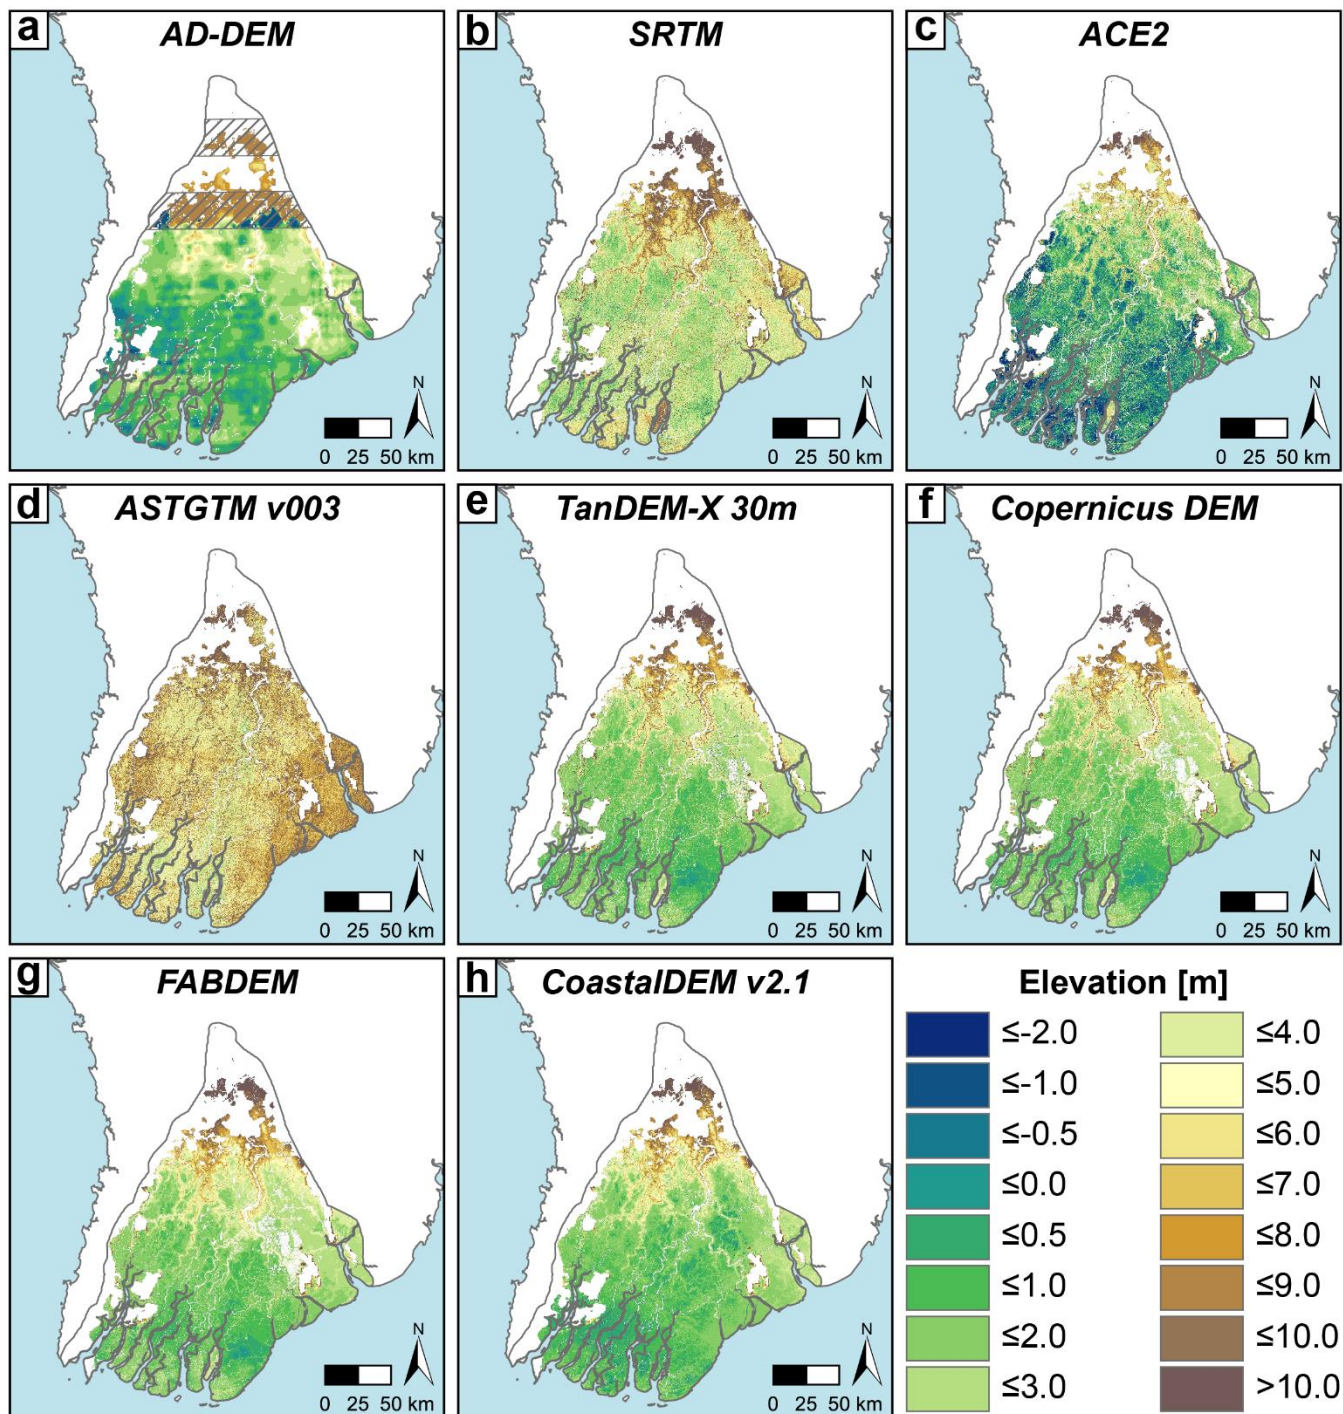 a AD-DEM
N
0 25 50 km
b SRTM
N
0 25 50 km
c ACE2
N
0 25 50 km
d ASTGTM v003
N
0 25 50 km
e TanDEM-X 30m
N
0 25 50 km
f Copernicus DEM
N
0 25 50 km
g FABDEM
N
0 25 50 km
h CoastalDEM v2.1
N
0 25 50 km
Elevation [m]
≤-2.0
≤-1.0
≤-0.5
≤0.0
≤0.5
≤1.0
≤2.0
≤3.0
≤4.0
≤5.0
≤6.0
≤7.0
≤8.0
≤9.0
≤10.0
>10.0